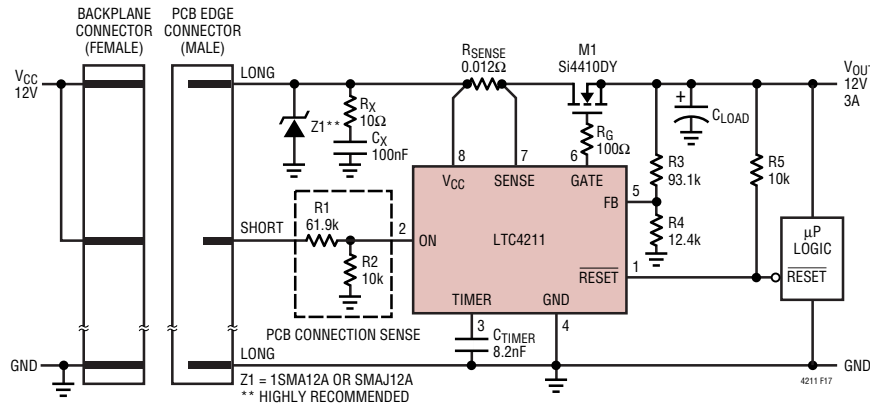 BACKPLANE
CONNECTOR
(FEMALE)
PCB EDGE
CONNECTOR
(MALE)
LONG
VCC
12V
RSENSE
0.012Ω
M1
Si4410DY
VOUT
12V
3A
Z1**
RX
10Ω
CX
100nF
RG
100Ω
+
CLOAD
8
7
6
VCC
SENSE
GATE
R3
93.1k
R5
10k
5
FB
R4
12.4k
SHORT
R1
61.9k
2
ON
LTC4211
R2
10k
RESET
1
µP
LOGIC
RESET
TIMER
GND
PCB CONNECTION SENSE
3
4
CTIMER
8.2nF
LONG
GND
GND
Z1 = 1SMA12A OR SMAJ12A
** HIGHLY RECOMMENDED
4211 F17